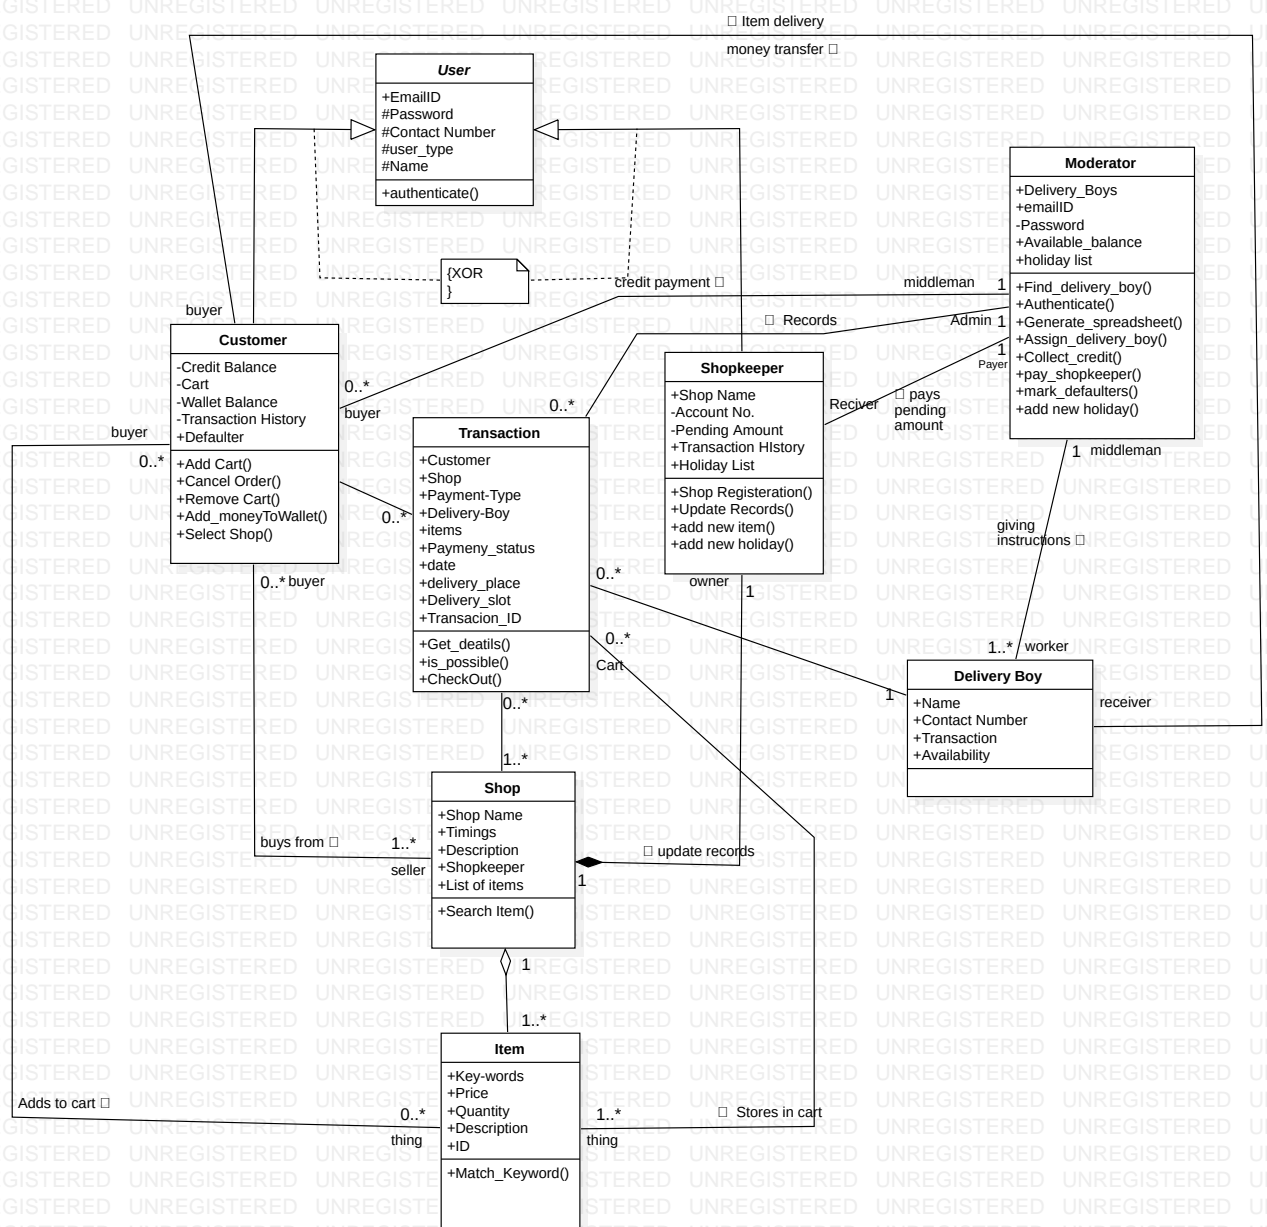 Item delivery
money transfer
User
+EmailID
#Password
#Contact Number
#user_type
#Name
+authenticate()
{XOR
}
Moderator
+Delivery_Boys
+emailID
-Password
+Available_balance
+holiday list
+Find_delivery_boy()
+Authenticate()
+Generate_spreadsheet()
+Assign_delivery_boy()
+Collect_credit()
+pay_shopkeeper()
+mark_defaulters()
+add new holiday()
credit payment
middleman 1
Records
Admin 1
1
Payer
buyer
Customer
-Credit Balance
-Cart
-Wallet Balance
-Transaction History
+Defaulter
+Add Cart()
+Cancel Order()
+Remove Cart()
+Add_moneyToWallet()
+Select Shop()
0..*
buyer
buyer
0..*
0..*
0..*
0..* buyer
Transaction
+Customer
+Shop
+Payment-Type
+Delivery-Boy
+items
+Paymeny_status
+date
+delivery_place
+Delivery_slot
+Transacion_ID
+Get_deatils()
+is_possible()
+CheckOut()
Shopkeeper
+Shop Name
-Account No.
-Pending Amount
+Transaction HIstory
+Holiday List
+Shop Registeration()
+Update Records()
+add new item()
+add new holiday()
Reciver
pays
pending
amount
1 middleman
giving
instructions
1..* worker
0..*
owner
1
0..*
Cart
Delivery Boy
+Name
+Contact Number
+Transaction
+Availability
1
receiver
0..*
1..*
Shop
+Shop Name
+Timings
+Description
+Shopkeeper
+List of items
+Search Item()
buys from
1..*
seller
update records
1
1
1..*
Item
+Key-words
+Price
+Quantity
+Description
+ID
+Match_Keyword()
Adds to cart
0..*
thing
1..*
thing
Stores in cart
UNREGISTERED